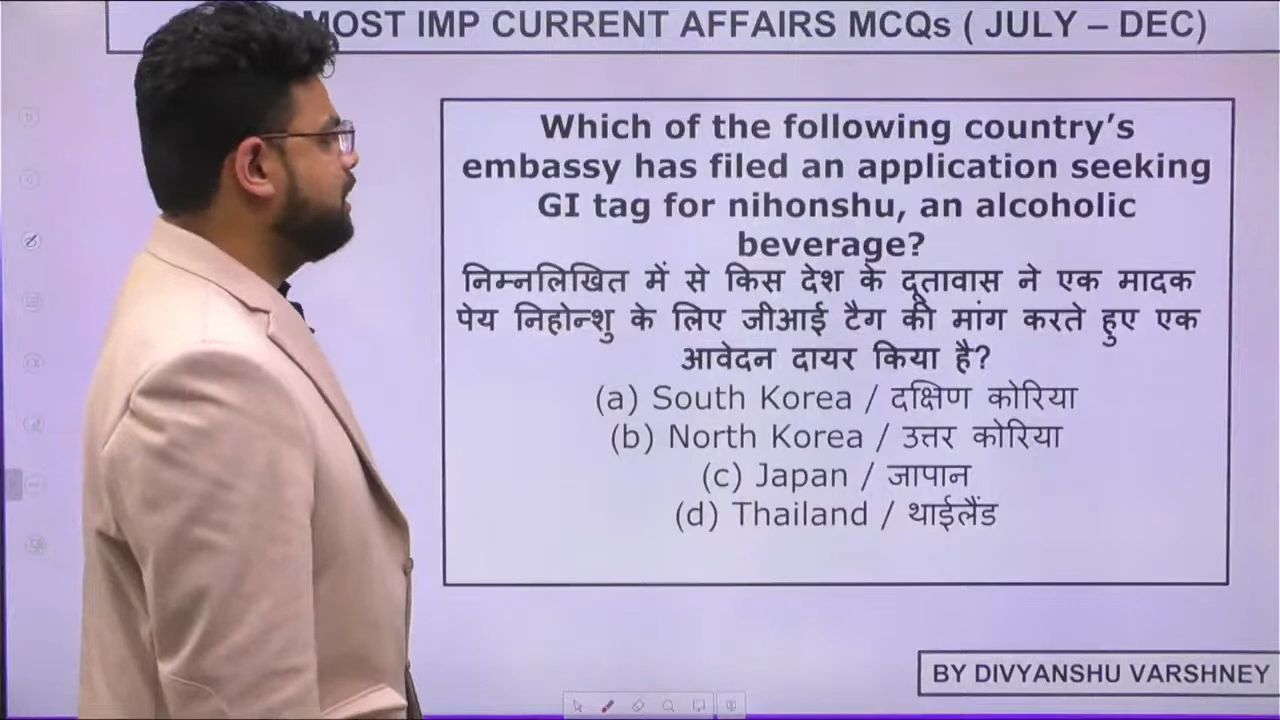 MOST IMP CURRENT AFFAIRS MCQs ( JULY – DEC)
Which of the following country’s
embassy has filed an application seeking
GI tag for nihonshu, an alcoholic
beverage?
निम्नलिखित में से किस देश के दूतावास ने एक मादक
पेय निहोन्शु के लिए जीआई टैग की मांग करते हुए एक
आवेदन दायर किया है?
(a) South Korea / दक्षिण कोरिया
(b) North Korea / उत्तर कोरिया
(c) Japan / जापान
(d) Thailand / थाईलैंड
BY DIVYANSHU VARSHNEY